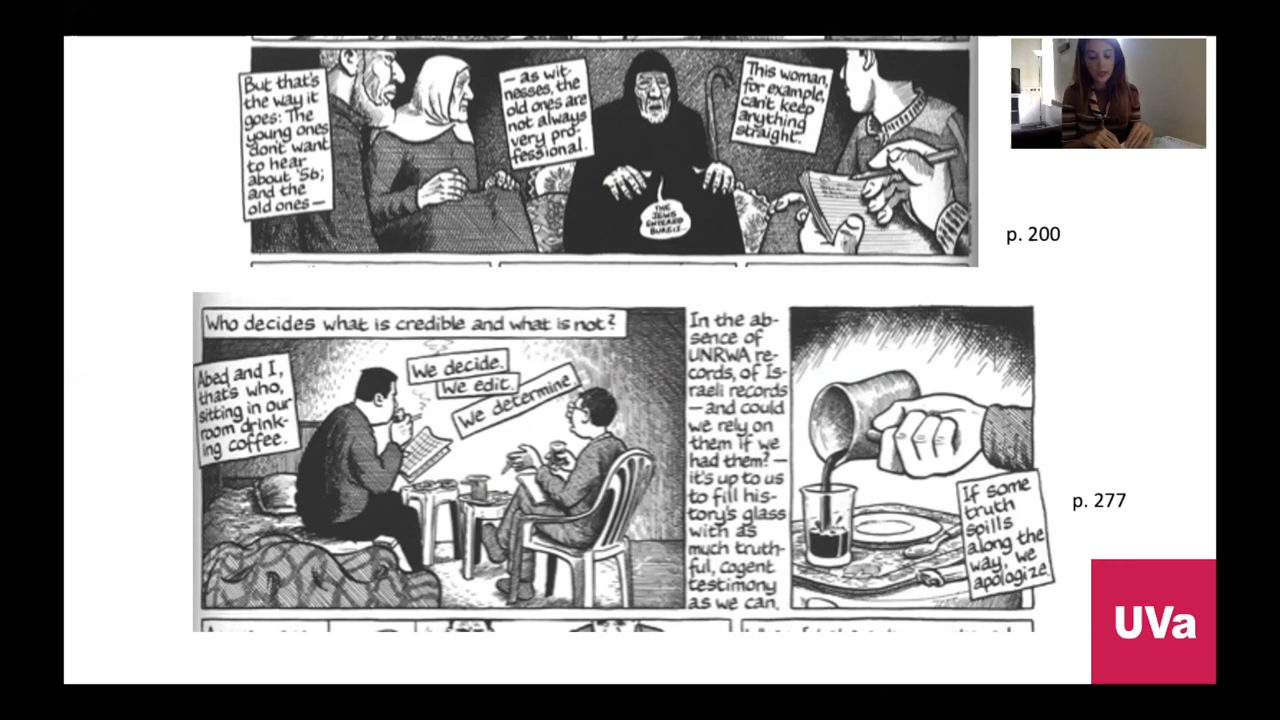 But that's
the way it
goes: The
young ones
don't want
to hear
about '56;
and the
old ones —
— as wit-
nesses, the
old ones are
not always
very pro-
fessional.
THE
JEWS
ENTERED
BUREIJ...
This woman,
for example,
can't keep
anything
straight.
p. 200
Who decides what is credible and what is not?
Abed and I,
that's who,
sitting in our
room drink-
ing coffee.
We decide.
We edit.
We determine.
In the ab-
sence of
UNRWA re-
cords, of Is-
raeli records
—and could
we rely on
them if we
had them?—
it's up to us
to fill his-
tory's glass
with as
much truth-
ful, cogent
testimony
as we can.
If some
truth
spills
along the
way, we
apologize.
p. 277
UVa